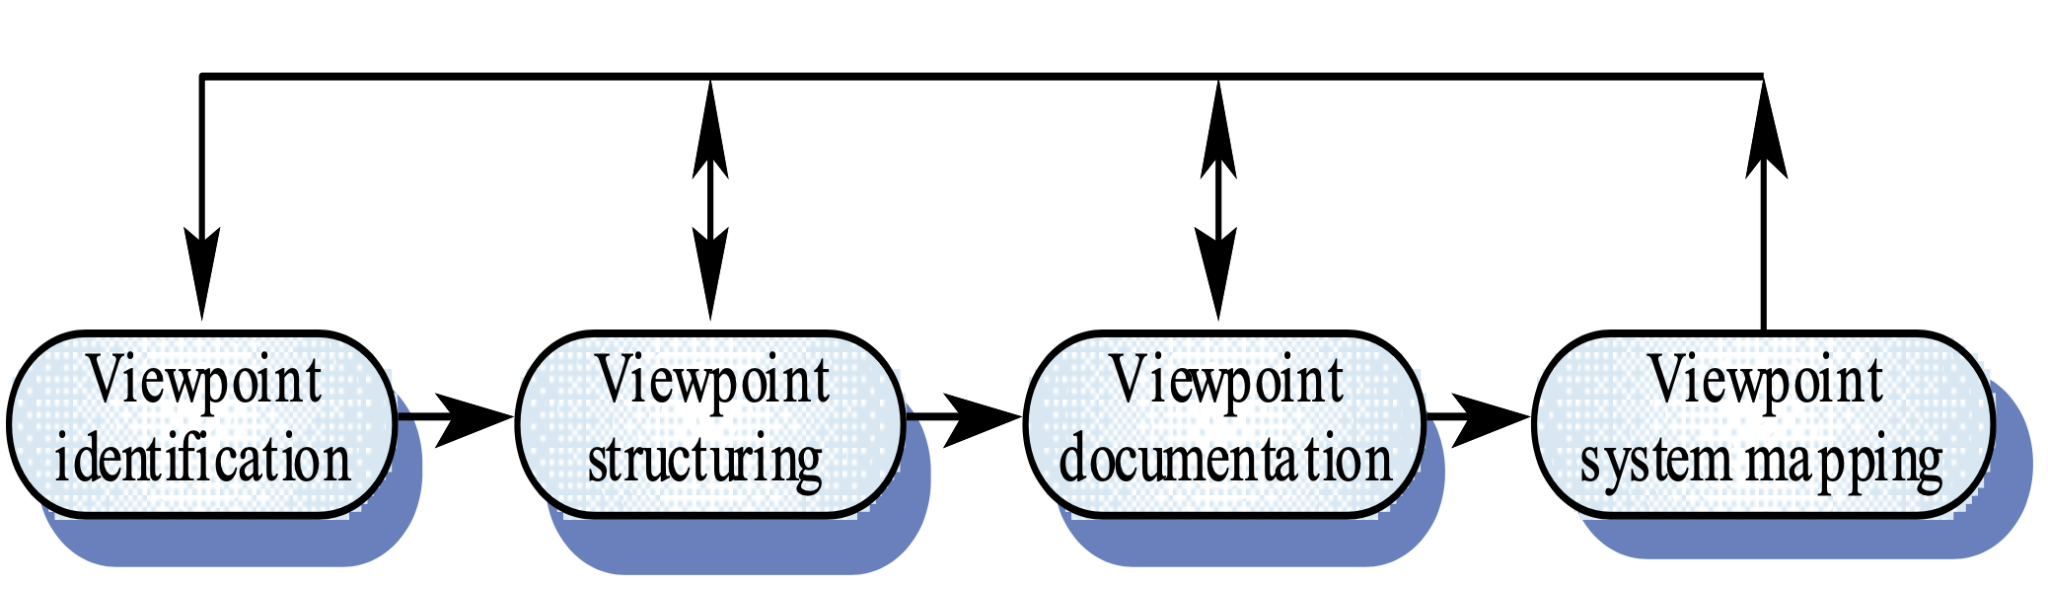 Viewpoint
identification
Viewpoint
structuring
Viewpoint
documentation
Viewpoint
system mapping